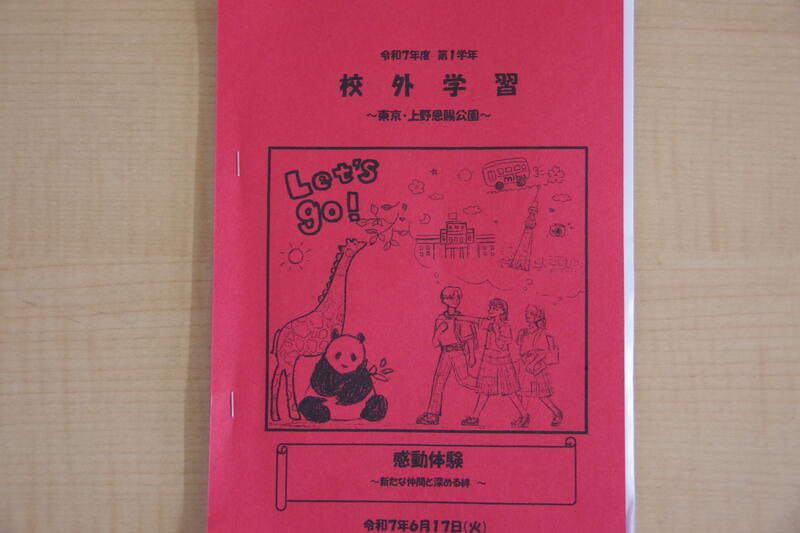 令和7年度 第1学年
校外学習
～東京・上野恩賜公園～
Let's
go!
mibu
感動体験
～新たな仲間と深める絆 ～
令和7年6月17日(火)